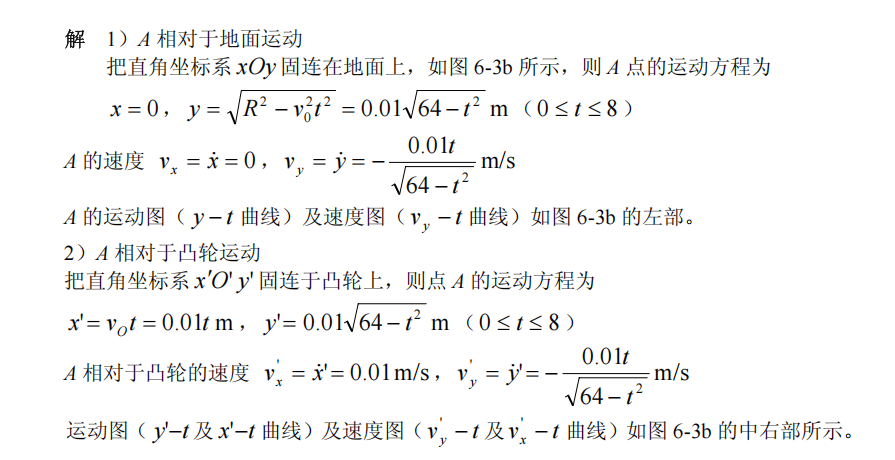 解 1）A 相对于地面运动
把直角坐标系 xOy 固连在地面上，如图 6-3b 所示，则 A 点的运动方程为
x = 0， y = √(R² − v₀²t²) = 0.01√(64 − t²) m（0 ≤ t ≤ 8）
A 的速度 vₓ = ẋ = 0， v_y = ẏ = − 0.01t / √(64 − t²) m/s
A 的运动图（ y − t 曲线）及速度图（ v_y − t 曲线）如图 6-3b 的左部。
2）A 相对于凸轮运动
把直角坐标系 x′O′ y′ 固连于凸轮上，则点 A 的运动方程为
x' = v_O t = 0.01t m， y' = 0.01√(64 − t²) m （0 ≤ t ≤ 8）
A 相对于凸轮的速度 vₓ' = ẋ' = 0.01 m/s， v_y' = ẏ' = − 0.01t / √(64 − t²) m/s
运动图（ y'−t 及 x'−t 曲线）及速度图（ v_y' − t 及 vₓ' − t 曲线）如图 6-3b 的中右部所示。